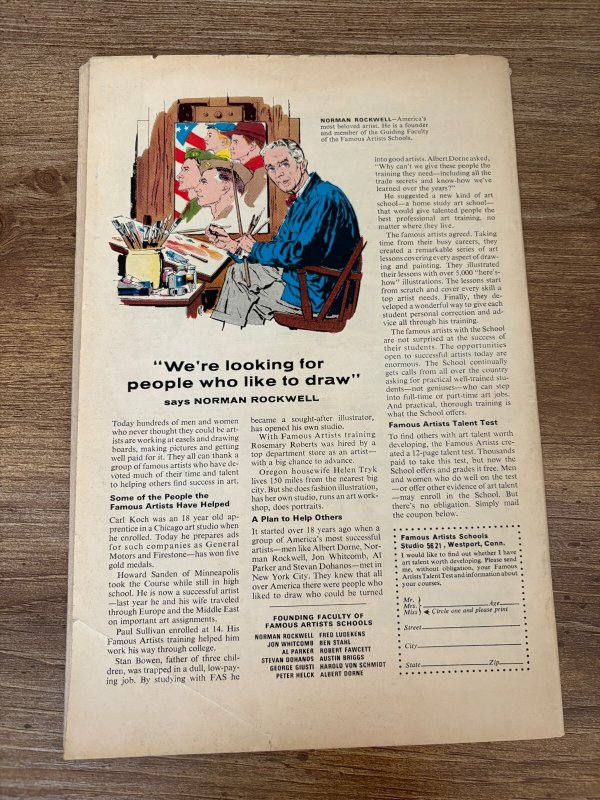 NORMAN ROCKWELL—America's
most beloved artist. He is a founder
and member of the Guiding Faculty
of the Famous Artists Schools.
"We're looking for
people who like to draw"
says NORMAN ROCKWELL
Today hundreds of men and women
who never thought they could be art-
ists are working at easels and drawing
boards, making pictures and getting
well paid for it. They all can thank a
group of famous artists who have de-
voted much of their time and talent
to helping others find success in art.
Some of the People the
Famous Artists Have Helped
Carl Koch was an 18 year old ap-
prentice in a Chicago art studio when
he enrolled. Today he prepares ads
for such companies as General
Motors and Firestone—has won five
gold medals.
Howard Sanden of Minneapolis
took the Course while still in high
school. He is now a successful artist
—last year he and his wife traveled
through Europe and the Middle East
on important art assignments.
Paul Sullivan enrolled at 14. His
Famous Artists training helped him
work his way through college.
Stan Bowen, father of three chil-
dren, was trapped in a dull, low-pay-
ing job. By studying with FAS he
became a sought-after illustrator,
has opened his own studio.
With Famous Artists training
Rosemary Roberts was hired by a
top department store as an artist—
with a big chance to advance.
Oregon housewife Helen Tryk
lives 150 miles from the nearest big
city. But she does fashion illustration,
has her own studio, runs an art work-
shop, does portraits.
A Plan to Help Others
It started over 18 years ago when a
group of America's most successful
artists—men like Albert Dorne, Nor-
man Rockwell, Jon Whitcomb, Al
Parker and Stevan Dohanos—met in
New York City. They knew that all
over America there were people who
liked to draw who could be turned
FOUNDING FACULTY OF
FAMOUS ARTISTS SCHOOLS
NORMAN ROCKWELL FRED LUDEKENS
JON WHITCOMB BEN STAHL
AL PARKER ROBERT FAWCETT
STEVAN DOHANOS AUSTIN BRIGGS
GEORGE GIUSTI HAROLD VON SCHMIDT
PETER HELCK ALBERT DORNE
into good artists. Albert Dorne asked,
"Why can't we give these people the
training they need—including all the
trade secrets and know-how we've
learned over the years?"
He suggested a new kind of art
school—a home study art school—
that would give talented people the
best professional art training, no
matter where they live.
The famous artists agreed. Taking
time from their busy careers, they
created a remarkable series of art
lessons covering every aspect of draw-
ing and painting. They illustrated
their lessons with over 5,000 "here's-
how" illustrations. The lessons start
from scratch and cover every skill a
top artist needs. Finally, they de-
veloped a wonderful way to give each
student personal correction and ad-
vice all through his training.
The famous artists with the School
are not surprised at the success of
their students. The opportunities
open to successful artists today are
enormous. The School continually
gets calls from all over the country
asking for practical well-trained stu-
dents—not geniuses—who can step
into full-time or part-time art jobs.
And practical, thorough training is
what the School offers.
Famous Artists Talent Test
To find others with art talent worth
developing, the Famous Artists cre-
ated a 12-page talent test. Thousands
paid to take this test, but now the
School offers and grades it free. Men
and women who do well on the test
—or offer other evidence of art talent
—may enroll in the School. But
there's no obligation. Simply mail
the coupon below.
Famous Artists Schools
Studio 5621, Westport, Conn.
I would like to find out whether I have
art talent worth developing. Please send
me, without obligation, your Famous
Artists Talent Test and information about
your courses.
Mr.
Mrs. Age
Miss Circle one and please print
Street
City
State Zip